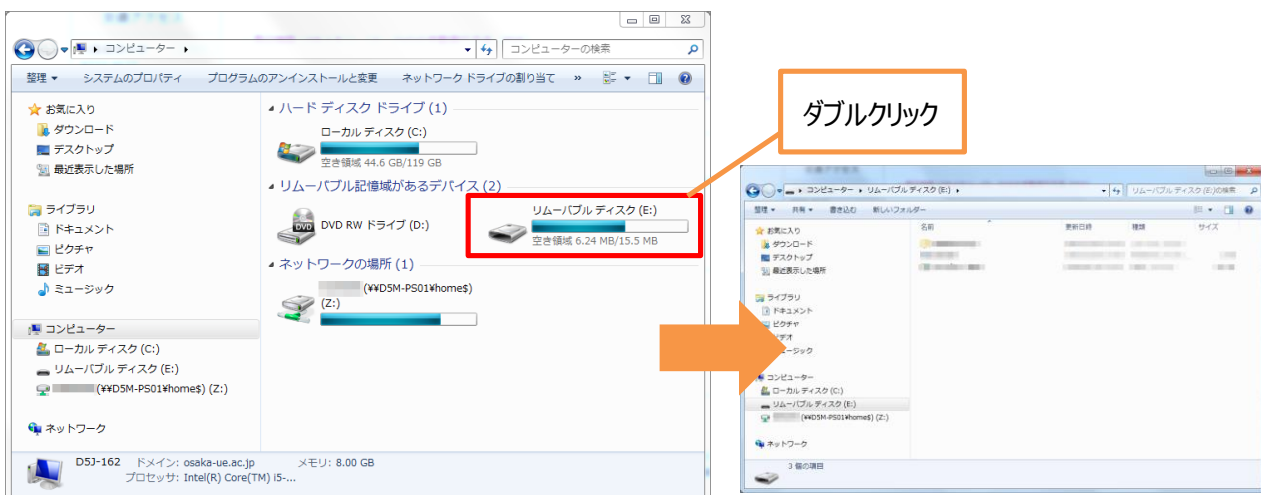 コンピューター
コンピューターの検索
整理 システムのプロパティ プログラムのアンインストールと変更 ネットワーク ドライブの割り当て »
お気に入り
ダウンロード
デスクトップ
最近表示した場所
ライブラリ
ドキュメント
ピクチャ
ビデオ
ミュージック
コンピューター
ローカル ディスク (C:)
リムーバブル ディスク (E:)
(¥¥D5M-PS01¥home$) (Z:)
ネットワーク
ハード ディスク ドライブ (1)
ローカル ディスク (C:)
空き領域 44.6 GB/119 GB
リムーバブル記憶域があるデバイス (2)
DVD RW ドライブ (D:)
リムーバブル ディスク (E:)
空き領域 6.24 MB/15.5 MB
ネットワークの場所 (1)
(¥¥D5M-PS01¥home$)
(Z:)
D5J-162 ドメイン: osaka-ue.ac.jp メモリ: 8.00 GB
プロセッサ: Intel(R) Core(TM) i5-...
ダブルクリック
コンピューター リムーバブル ディスク (E:)
リムーバブル ディスク (E:)の検索
整理 共有 書き込む 新しいフォルダー
名前 更新日時 種類 サイズ
お気に入り
ダウンロード
デスクトップ
最近表示した場所
ライブラリ
ドキュメント
ピクチャ
デオ
ージック
コンピューター
ローカル ディスク (C:)
リムーバブル ディスク (E:)
(¥¥D5M-PS01¥home$) (Z:)
ネットワーク
3 個の項目